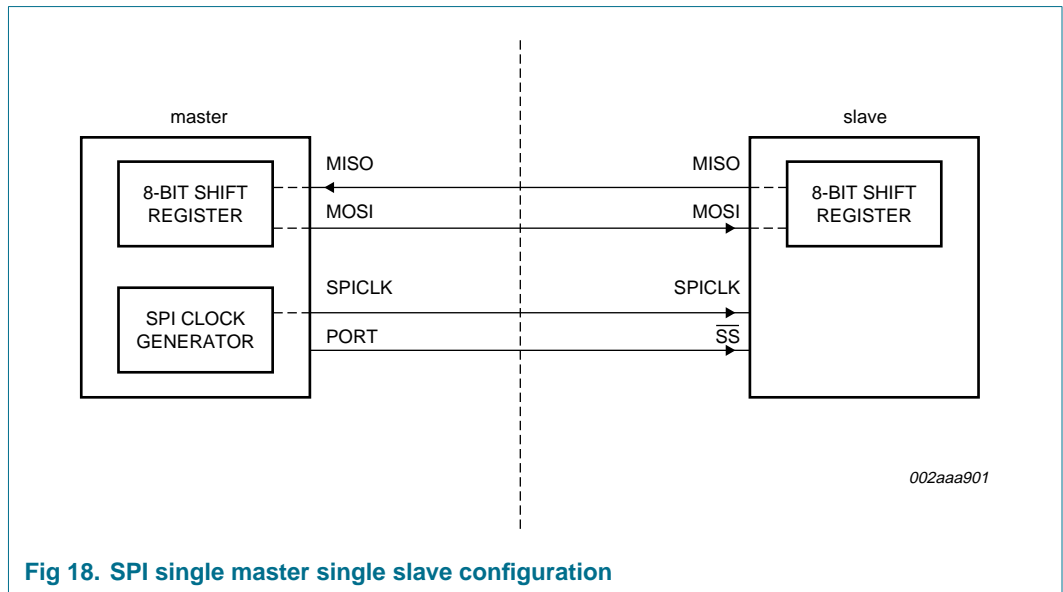 master
slave
8-BIT SHIFT
REGISTER
MISO
MISO
MOSI
MOSI
8-BIT SHIFT
REGISTER
SPI CLOCK
GENERATOR
SPICLK
SPICLK
PORT
S̅S̅
002aaa901
Fig 18. SPI single master single slave configuration